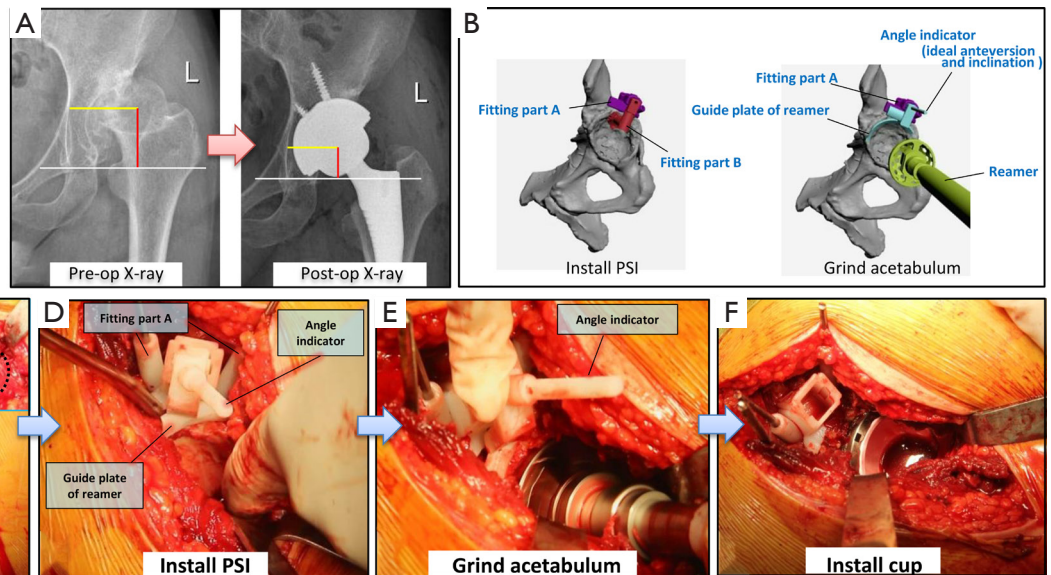 A
L
L
Pre-op X-ray
Post-op X-ray
B
Fitting part A
Fitting part B
Install PSI
Angle indicator
(ideal anteversion
and inclination )
Fitting part A
Guide plate of reamer
Reamer
Grind acetabulum
D
Fitting part A
Angle
indicator
Guide plate
of reamer
Install PSI
E
Angle indicator
Grind acetabulum
F
Install cup